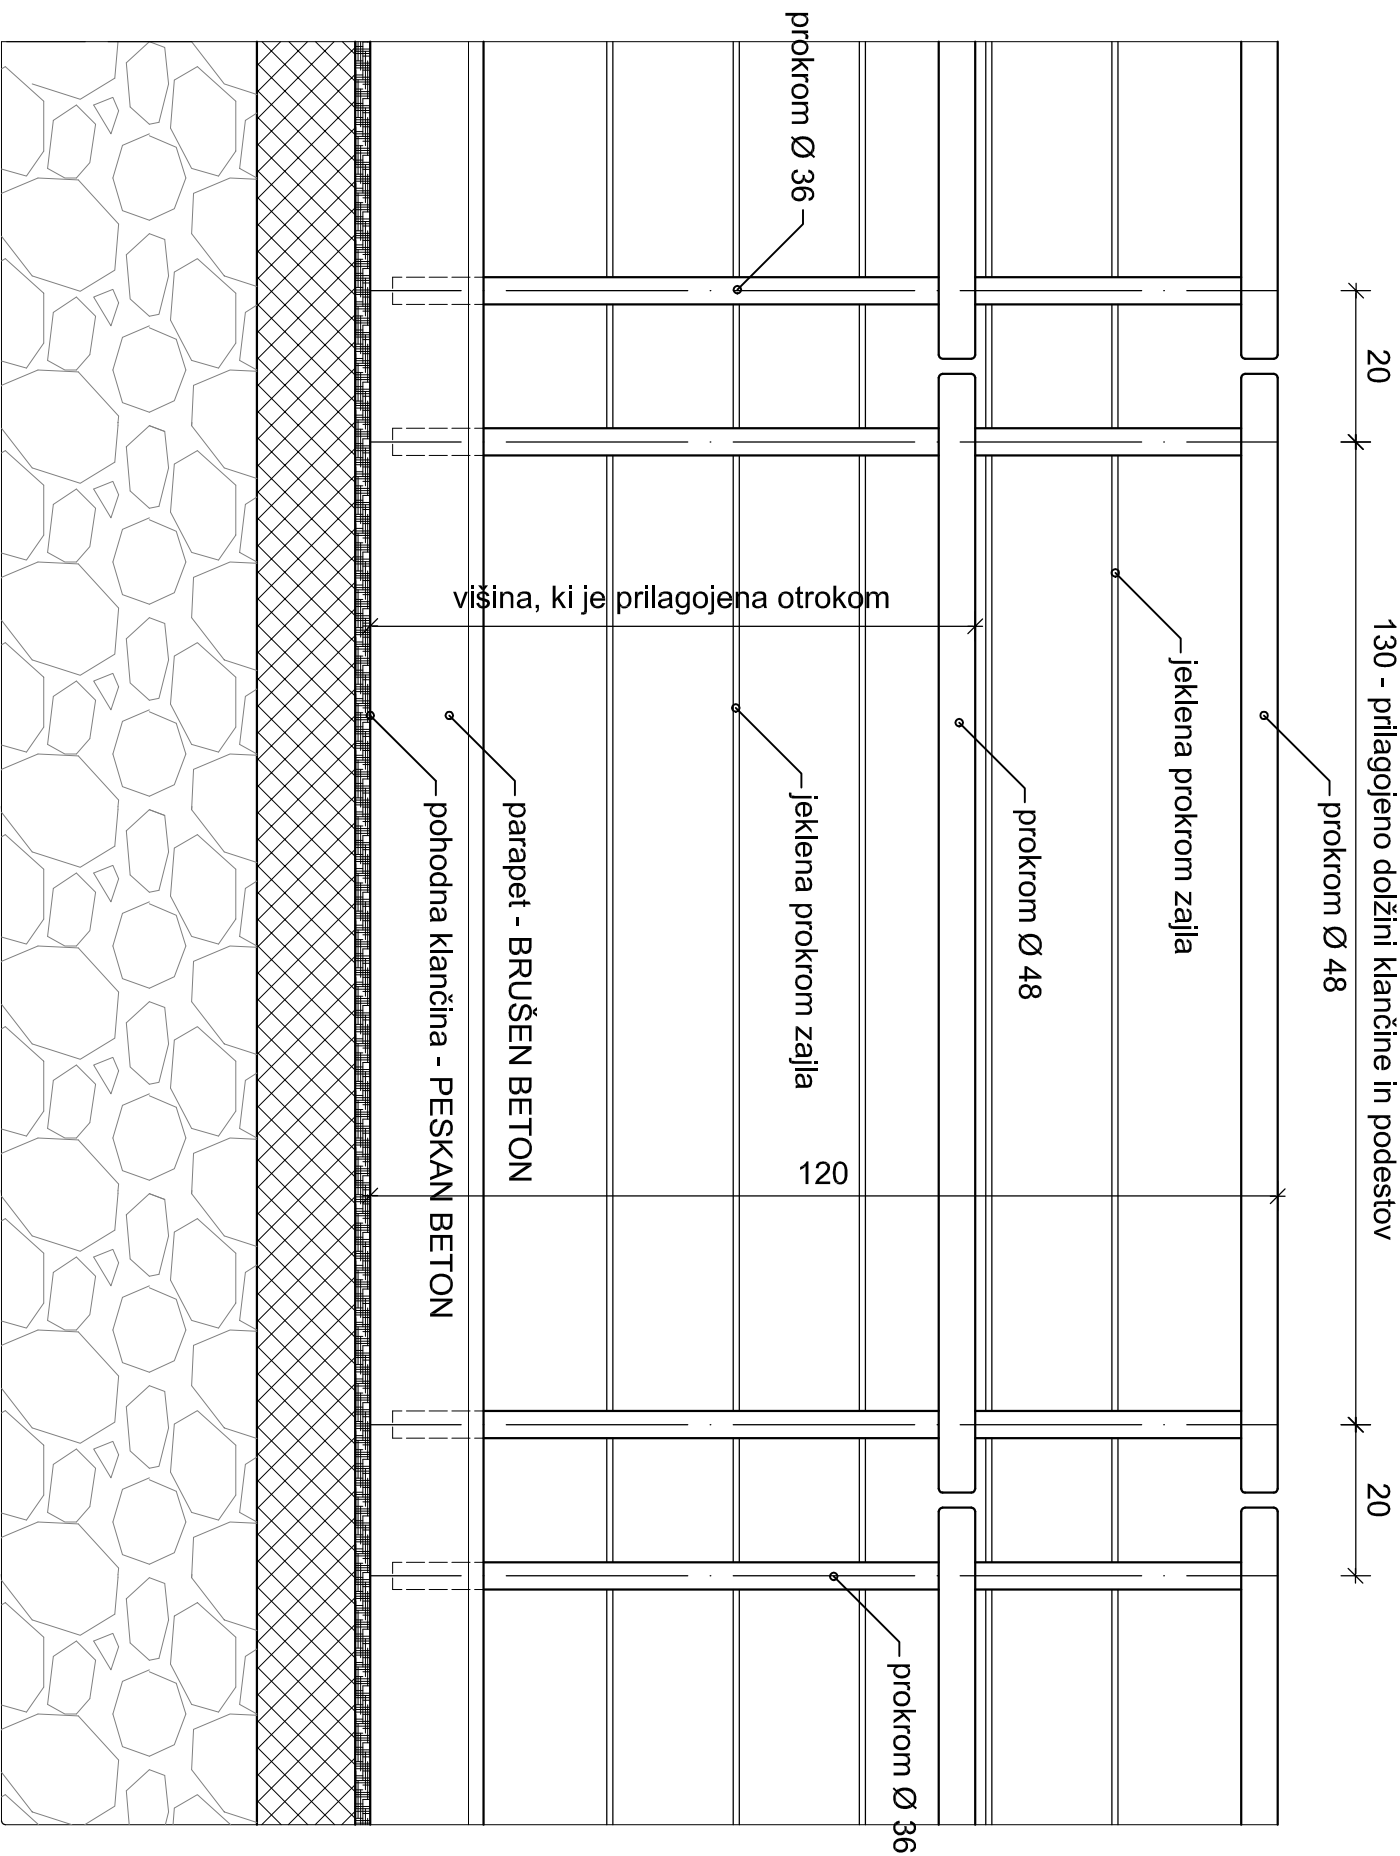 20
130 - prilagojeno dolžini klančine in podestov
20
prokrom Ø 48
jeklena prokrom zajla
prokrom Ø 48
prokrom Ø 36
jeklena prokrom zajla
prokrom Ø 36
višina, ki je prilagojena otrokom
120
parapet - BRUŠEN BETON
pohodna klančina - PESKAN BETON